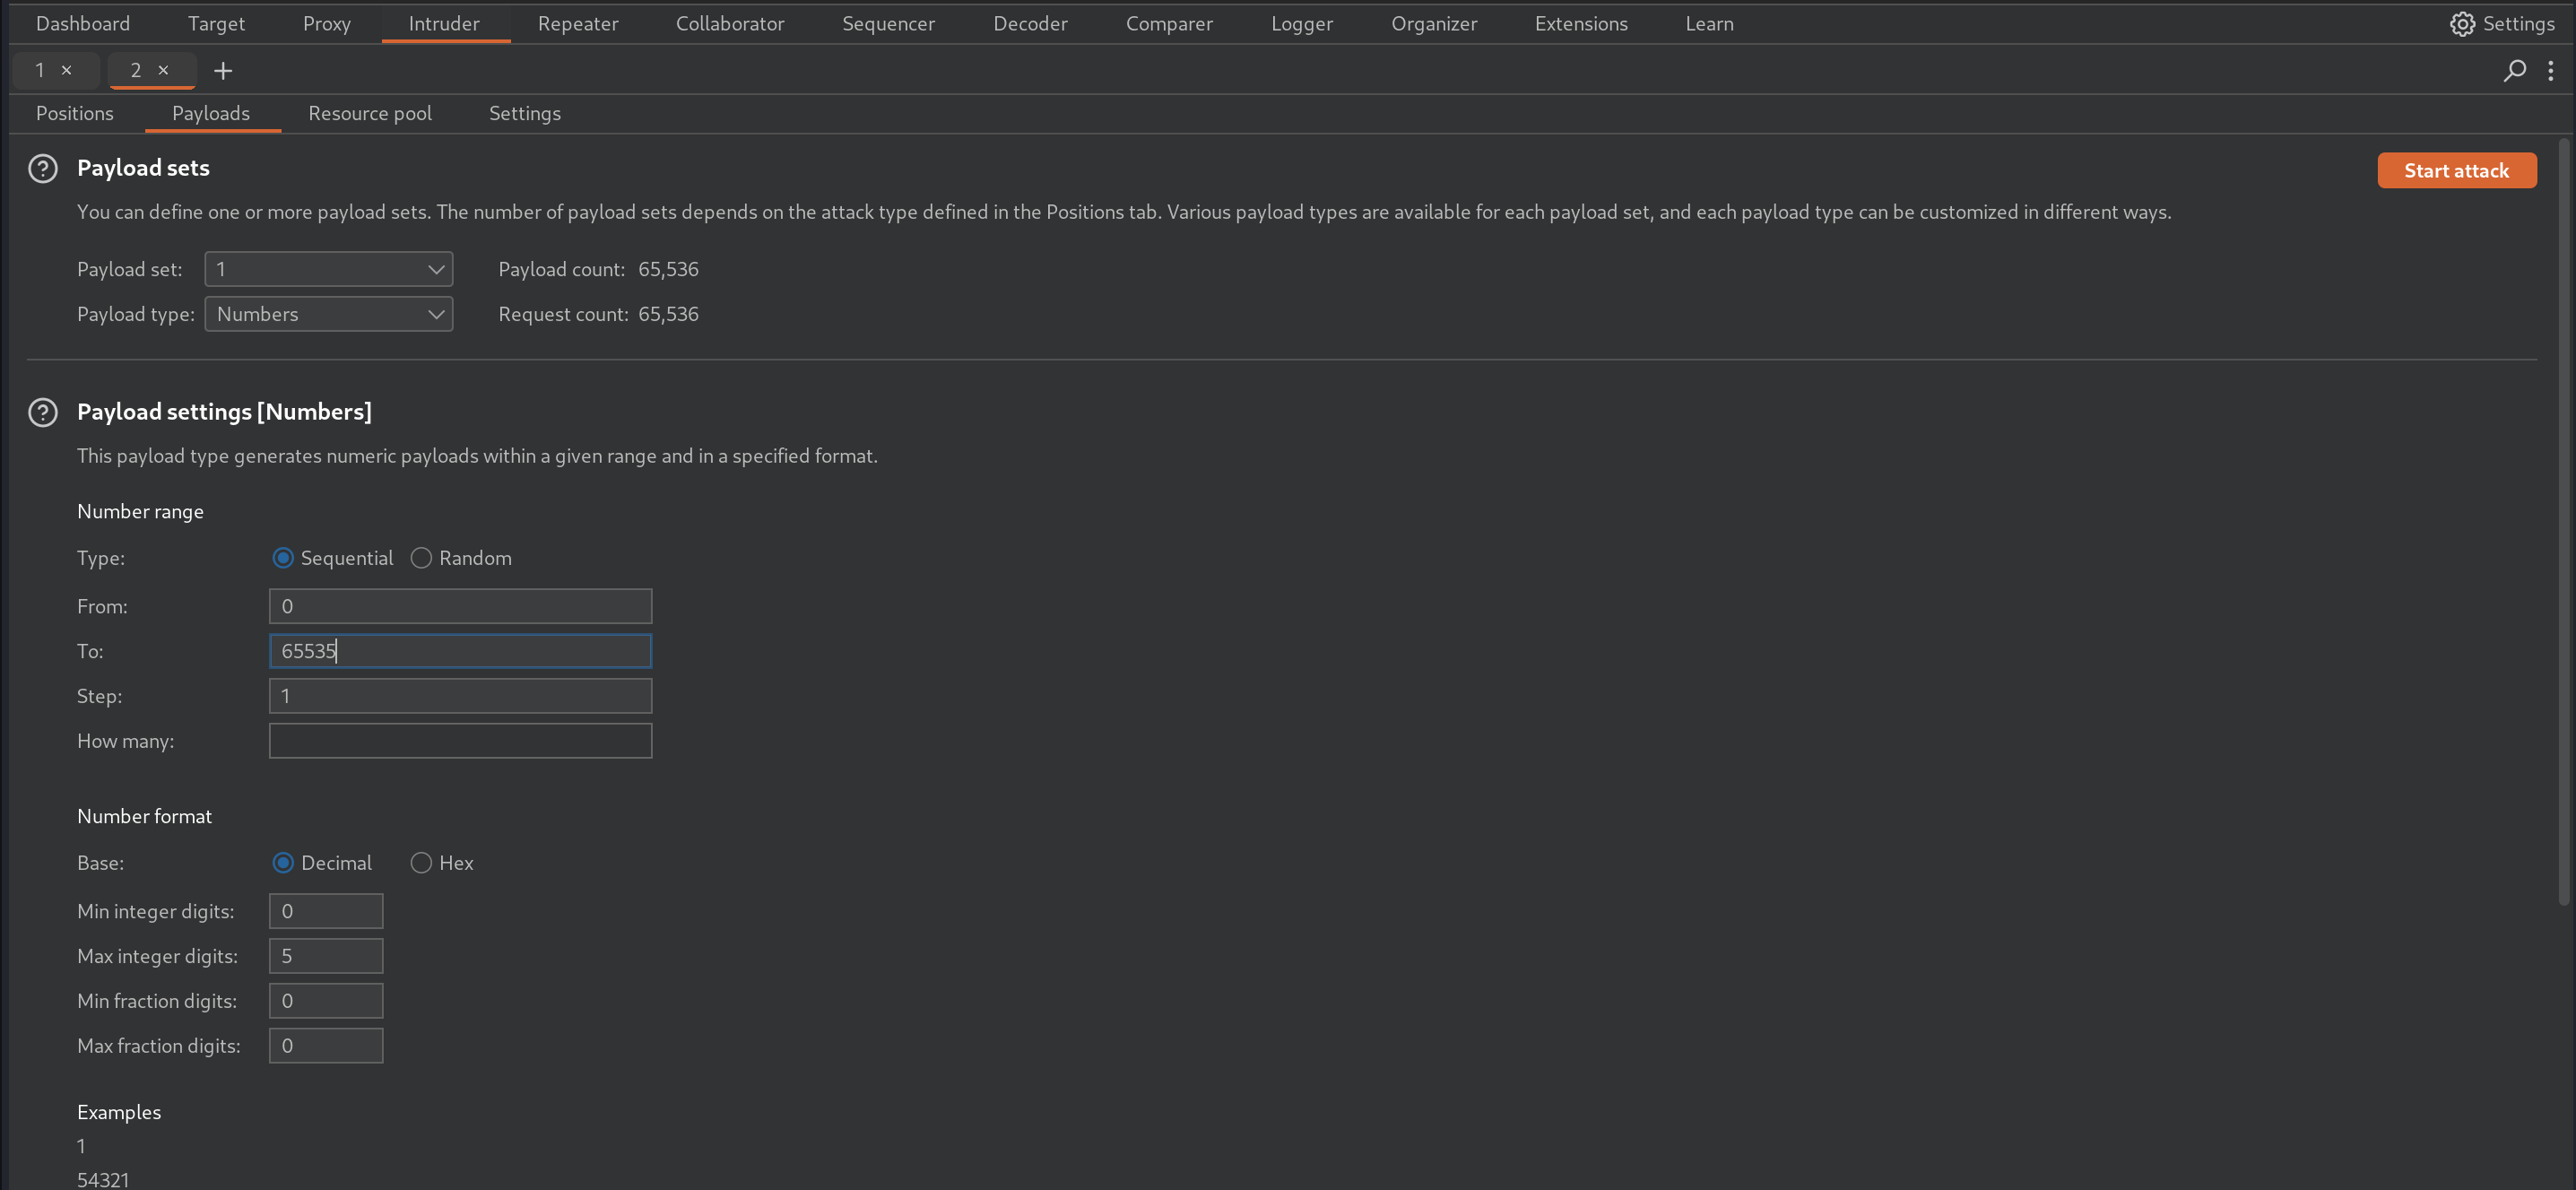 Dashboard Target Proxy Intruder Repeater Collaborator Sequencer Decoder Comparer Logger Organizer Extensions Learn Settings
1 × 2 × +
Positions Payloads Resource pool Settings
? Payload sets Start attack
You can define one or more payload sets. The number of payload sets depends on the attack type defined in the Positions tab. Various payload types are available for each payload set, and each payload type can be customized in different ways.
Payload set: 1 Payload count: 65,536
Payload type: Numbers Request count: 65,536
? Payload settings [Numbers]
This payload type generates numeric payloads within a given range and in a specified format.
Number range
Type: Sequential Random
From: 0
To: 65535
Step: 1
How many:
Number format
Base: Decimal Hex
Min integer digits: 0
Max integer digits: 5
Min fraction digits: 0
Max fraction digits: 0
Examples
1
54321